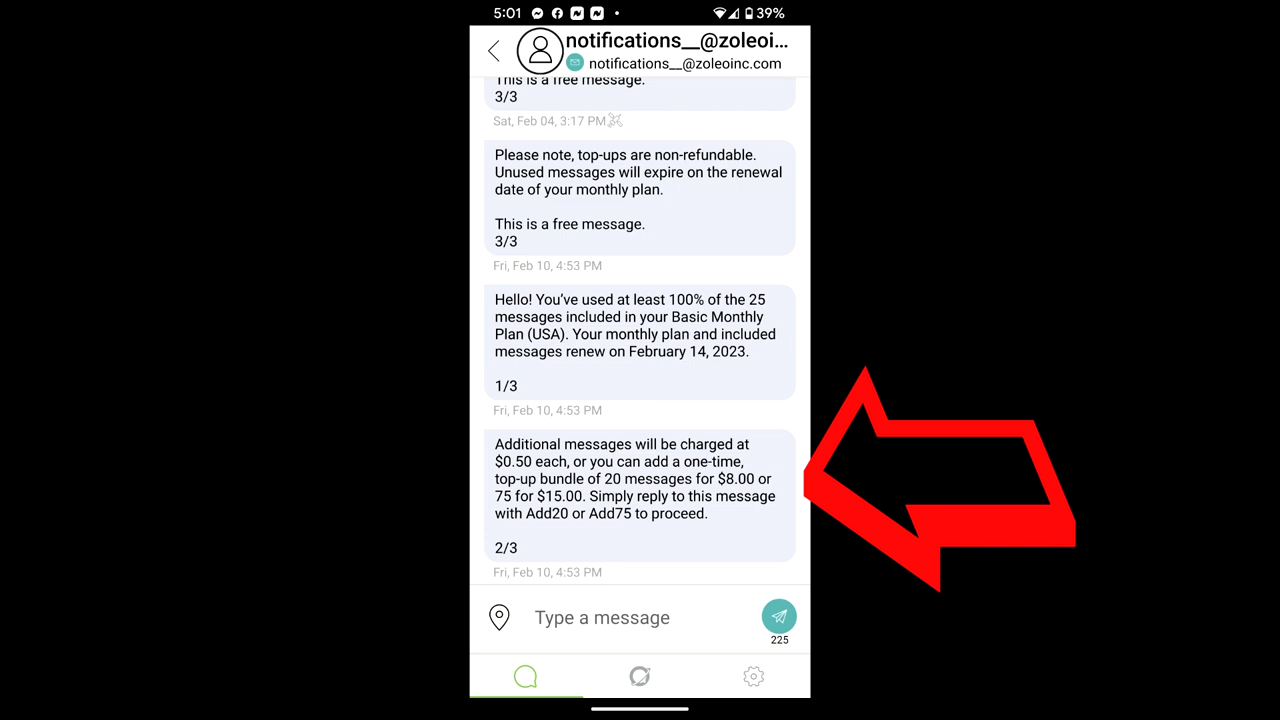 5:01
39%
notifications__@zoleoi...
notifications__@zoleoinc.com
This is a free message.
3/3
Sat, Feb 04, 3:17 PM
Please note, top-ups are non-refundable.
Unused messages will expire on the renewal
date of your monthly plan.
This is a free message.
3/3
Fri, Feb 10, 4:53 PM
Hello! You’ve used at least 100% of the 25
messages included in your Basic Monthly
Plan (USA). Your monthly plan and included
messages renew on February 14, 2023.
1/3
Fri, Feb 10, 4:53 PM
Additional messages will be charged at
$0.50 each, or you can add a one-time,
top-up bundle of 20 messages for $8.00 or
75 for $15.00. Simply reply to this message
with Add20 or Add75 to proceed.
2/3
Fri, Feb 10, 4:53 PM
Type a message
225